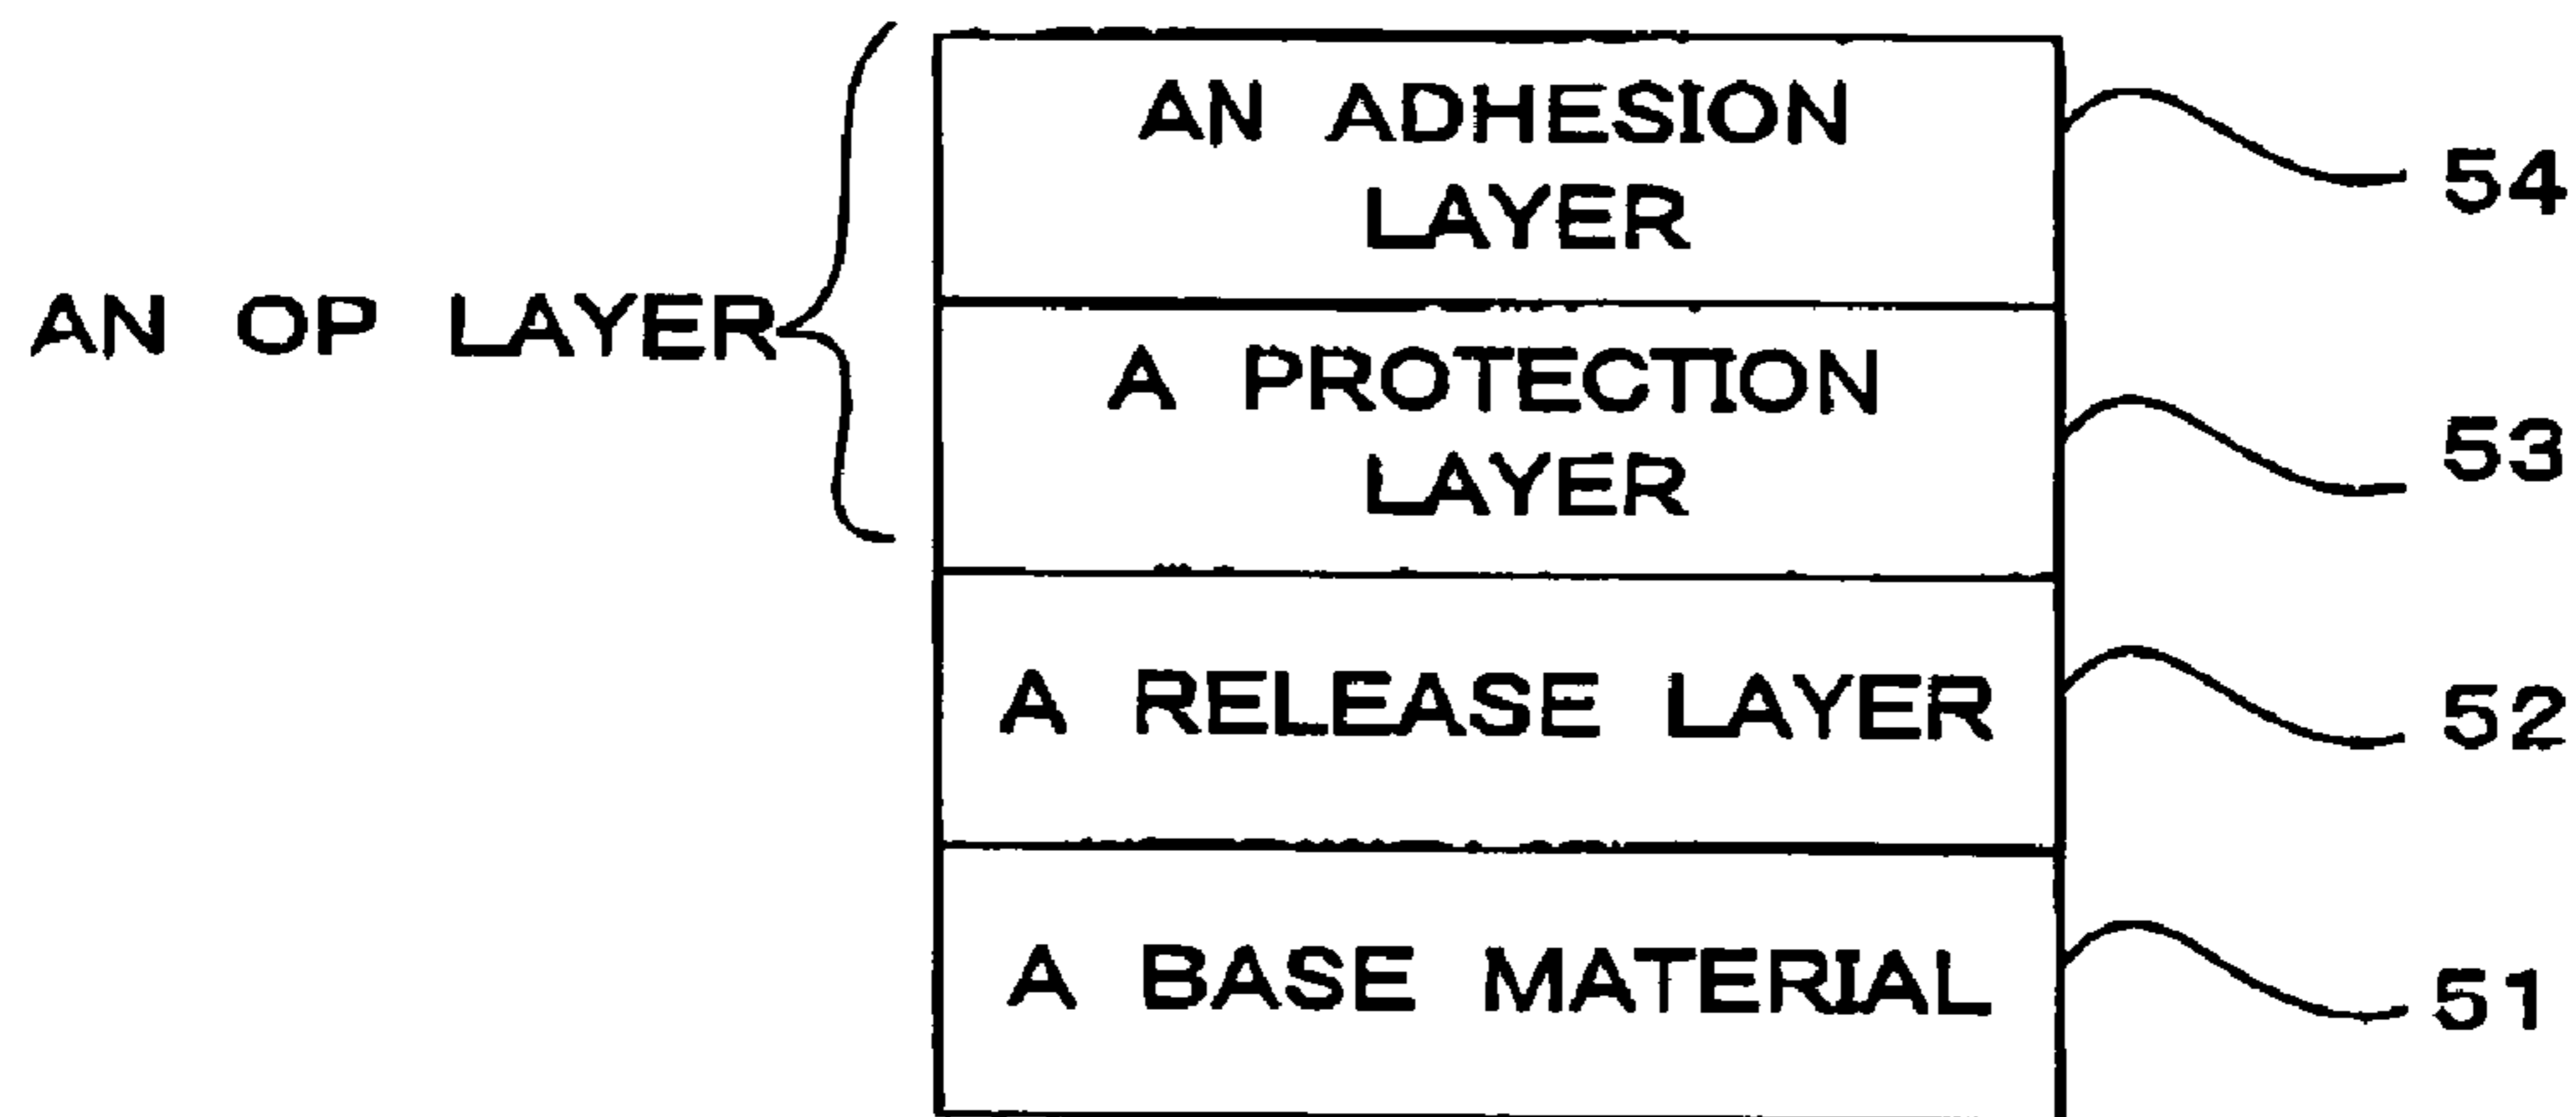 AN ADHESION
LAYER
54
AN OP LAYER
A PROTECTION
LAYER
53
A RELEASE LAYER
52
A BASE MATERIAL
51